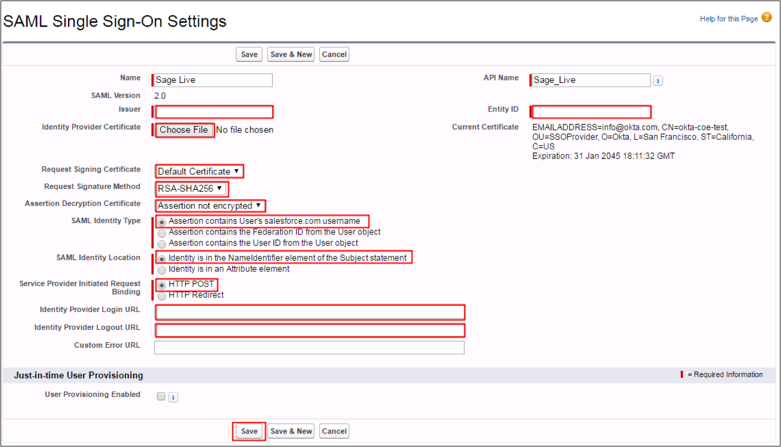 SAML Single Sign-On Settings
Help for this Page ?
Save Save & New Cancel
Name Sage Live API Name Sage_Live i
SAML Version 2.0
Issuer Entity ID
Identity Provider Certificate Choose File No file chosen Current Certificate EMAILADDRESS=info@okta.com, CN=okta-coe-test,
OU=SSOProvider, O=Okta, L=San Francisco, ST=California,
C=US
Expiration: 31 Jan 2045 18:11:32 GMT
Request Signing Certificate Default Certificate
Request Signature Method RSA-SHA256
Assertion Decryption Certificate Assertion not encrypted
SAML Identity Type Assertion contains User's salesforce.com username
Assertion contains the Federation ID from the User object
Assertion contains the User ID from the User object
SAML Identity Location Identity is in the NameIdentifier element of the Subject statement
Identity is in an Attribute element
Service Provider Initiated Request Binding HTTP POST
HTTP Redirect
Identity Provider Login URL
Identity Provider Logout URL
Custom Error URL
Just-in-time User Provisioning = Required Information
User Provisioning Enabled i
Save Save & New Cancel